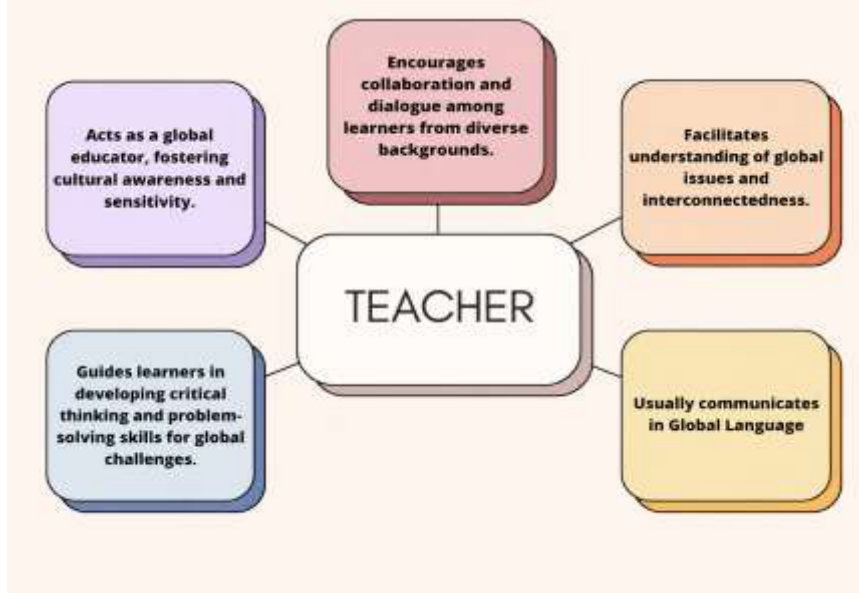 Encourages
collaboration and
dialogue among
learners from diverse
backgrounds.
Acts as a global
educator, fostering
cultural awareness and
sensitivity.
Facilitates
understanding of global
issues and
interconnectedness.
TEACHER
Guides learners in
developing critical
thinking and problem-
solving skills for global
challenges.
Usually communicates
in Global Language